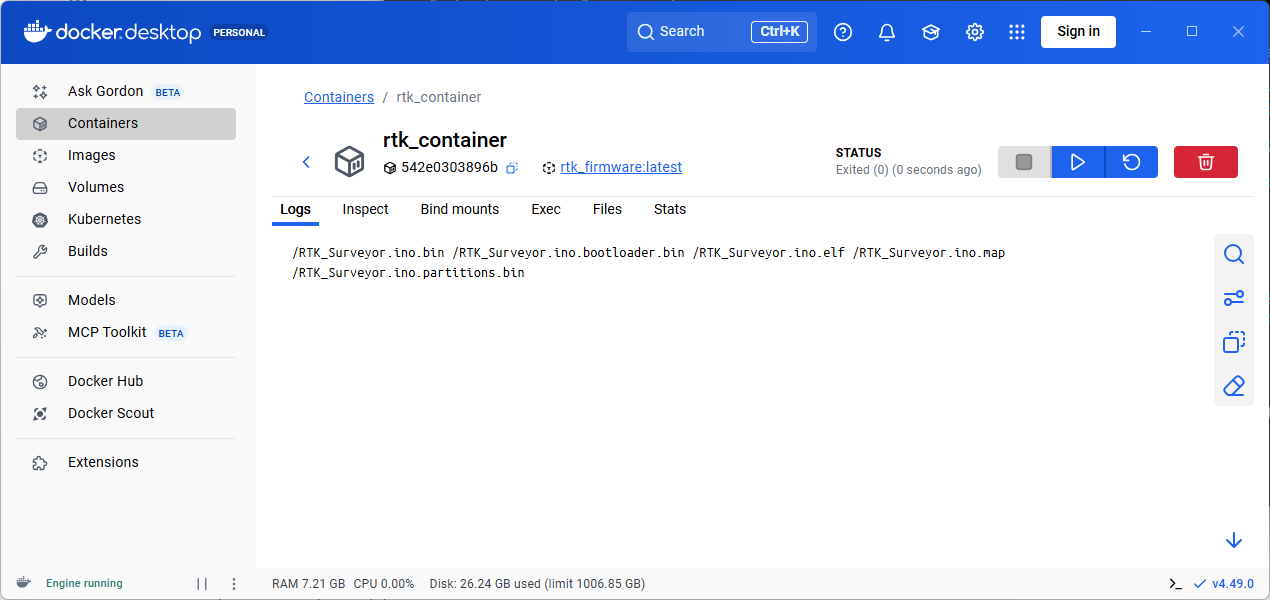 docker.desktop PERSONAL
Search Ctrl+K
Sign in
Ask Gordon BETA
Containers
Images
Volumes
Kubernetes
Builds
Models
MCP Toolkit BETA
Docker Hub
Docker Scout
Extensions
Containers / rtk_container
rtk_container
542e0303896b rtk_firmware:latest
STATUS
Exited (0) (0 seconds ago)
Logs Inspect Bind mounts Exec Files Stats
/RTK_Surveyor.ino.bin /RTK_Surveyor.ino.bootloader.bin /RTK_Surveyor.ino.elf /RTK_Surveyor.ino.map
/RTK_Surveyor.ino.partitions.bin
Engine running
RAM 7.21 GB CPU 0.00% Disk: 26.24 GB used (limit 1006.85 GB)
v4.49.0